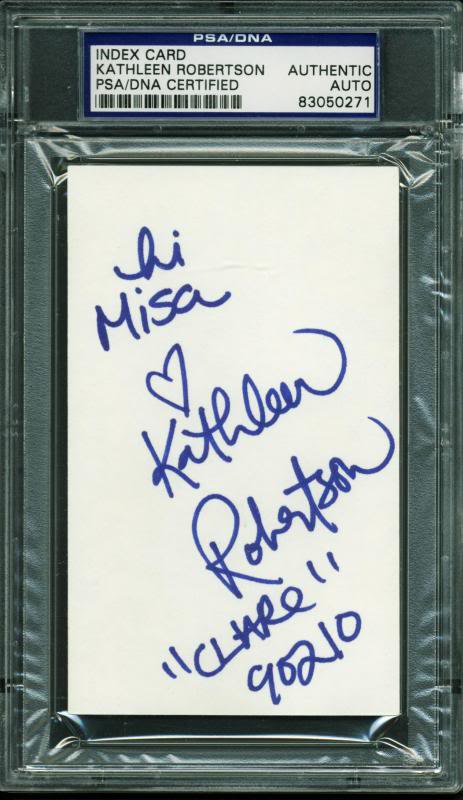 PSA/DNA
INDEX CARD
KATHLEEN ROBERTSON AUTHENTIC
PSA/DNA CERTIFIED AUTO
83050271
hi
Misa
♡
Kathleen
Robertson
"CLARE"
90210